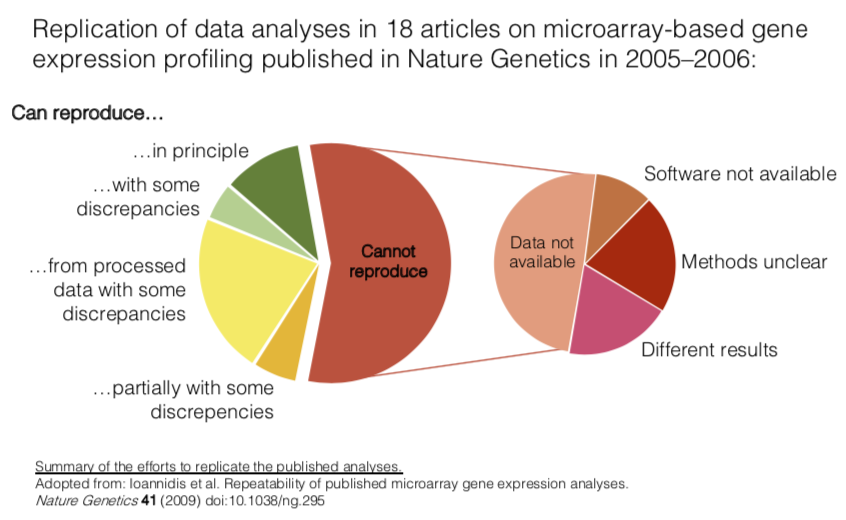 Replication of data analyses in 18 articles on microarray-based gene
expression profiling published in Nature Genetics in 2005–2006:
Can reproduce…
…in principle
…with some
discrepancies
…from processed
data with some
discrepancies
…partially with some
discrepencies
Cannot
reproduce
Data not
available
Software not available
Methods unclear
Different results
Summary of the efforts to replicate the published analyses.
Adopted from: Ioannidis et al. Repeatability of published microarray gene expression analyses.
Nature Genetics 41 (2009) doi:10.1038/ng.295